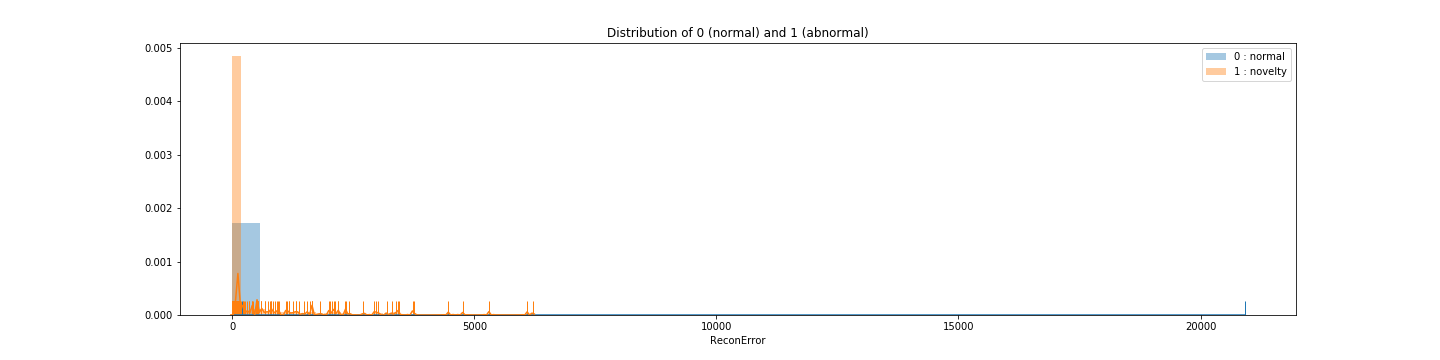 Distribution of 0 (normal) and 1 (abnormal)
0.005
0.004
0.003
0.002
0.001
0.000
0 : normal
1 : novelty
0
5000
10000
15000
20000
ReconError